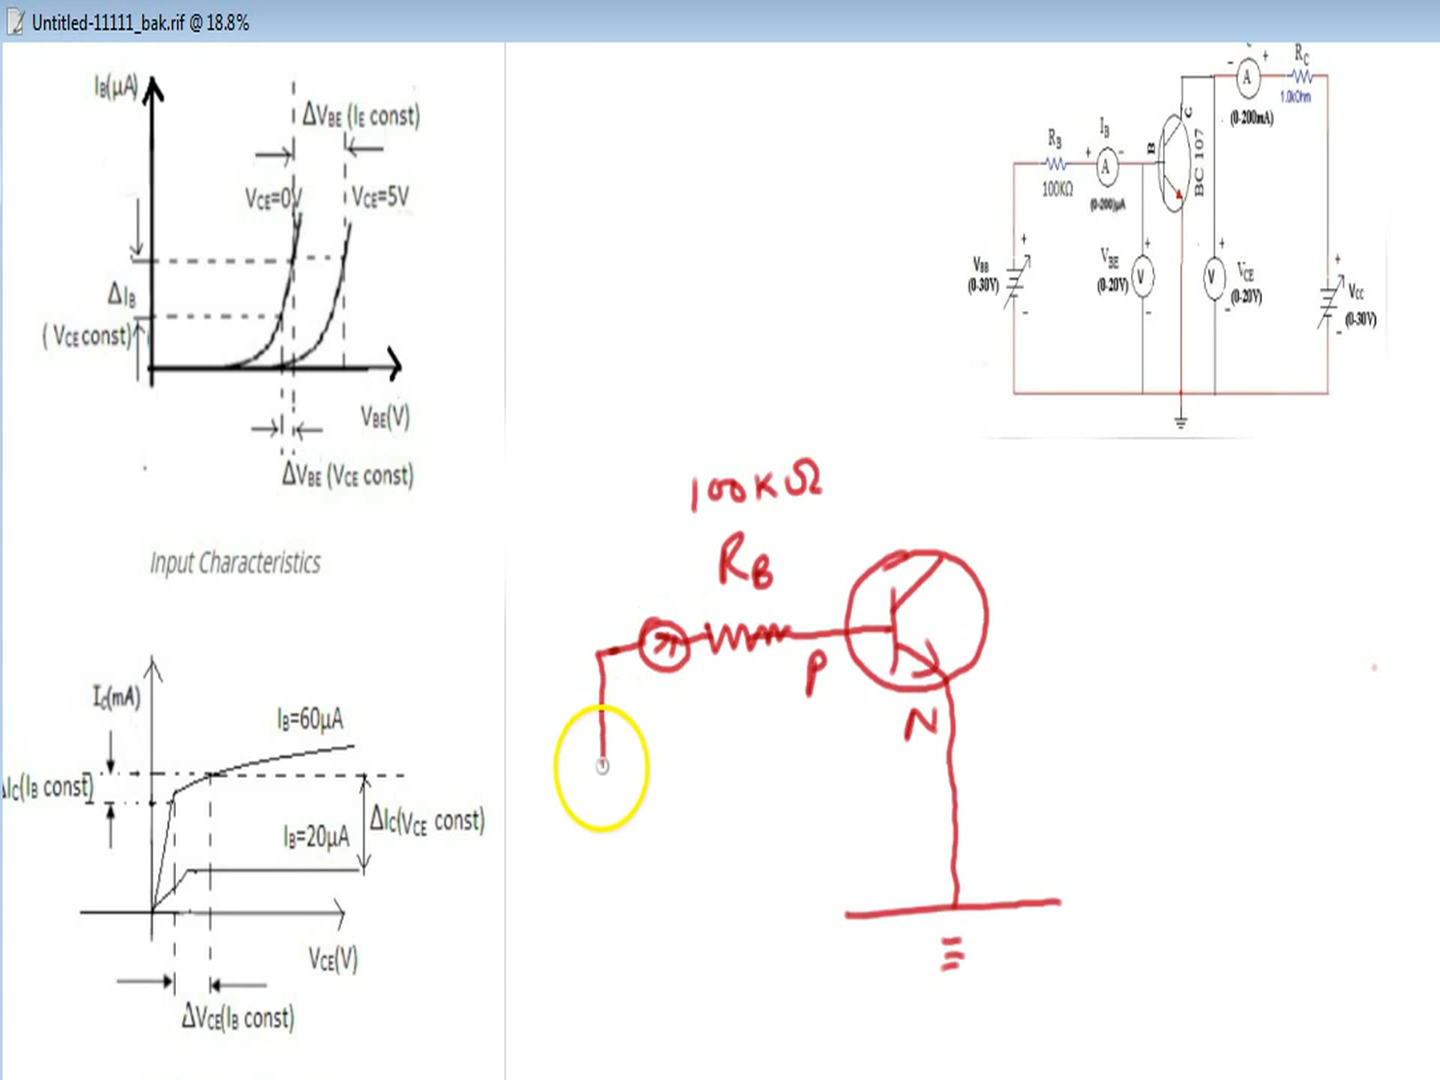 Untitled-11111_bak.rif @ 18.8%
IB(μA)
ΔVBE (IE const)
VCE=0V
VCE=5V
ΔIB
( VCE const)
VBE(V)
ΔVBE (VCE const)
Input Characteristics
IC(mA)
IB=60μA
ΔIC(IB const)
IB=20μA
ΔIC(VCE const)
VCE(V)
ΔVCE(IB const)
RC
- A +
1.0kOhm
(0-200mA)
C
IB
RB
+ A -
B
BC 107
100KΩ
(0-200)μA
+
VBB
(0-30V)
-
VBE
(0-20V)
+
V
-
+
V
-
VCE
(0-20V)
+
VCC
(0-30V)
-
100KΩ
RB
P
N